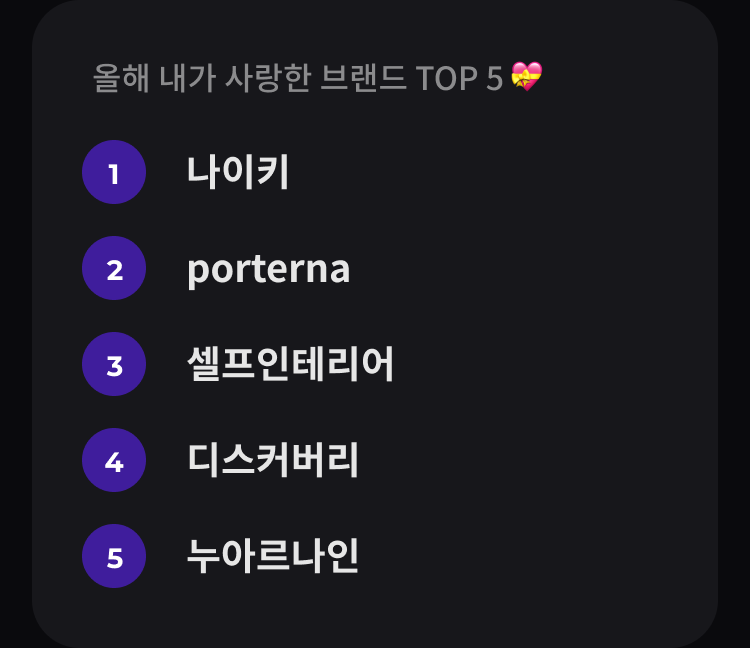 올해 내가 사랑한 브랜드 TOP 5 💝
1 나이키
2 porterna
3 셀프인테리어
4 디스커버리
5 누아르나인